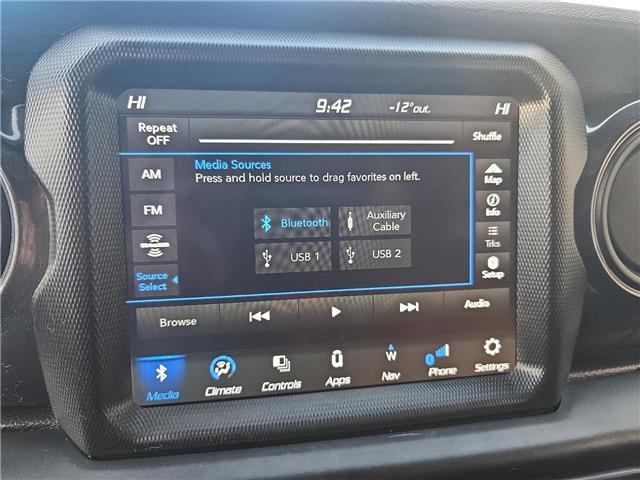 HI 9:42 -12°out. HI
Repeat
OFF
Shuffle
Media Sources
Press and hold source to drag favorites on left.
AM
FM
SiriusXM
Source
Select
Bluetooth
Auxiliary
Cable
USB 1
USB 2
Map
Info
Trks
Setup
Browse
Audio
Media
Climate
Controls
Apps
W
Nav
Phone
Settings